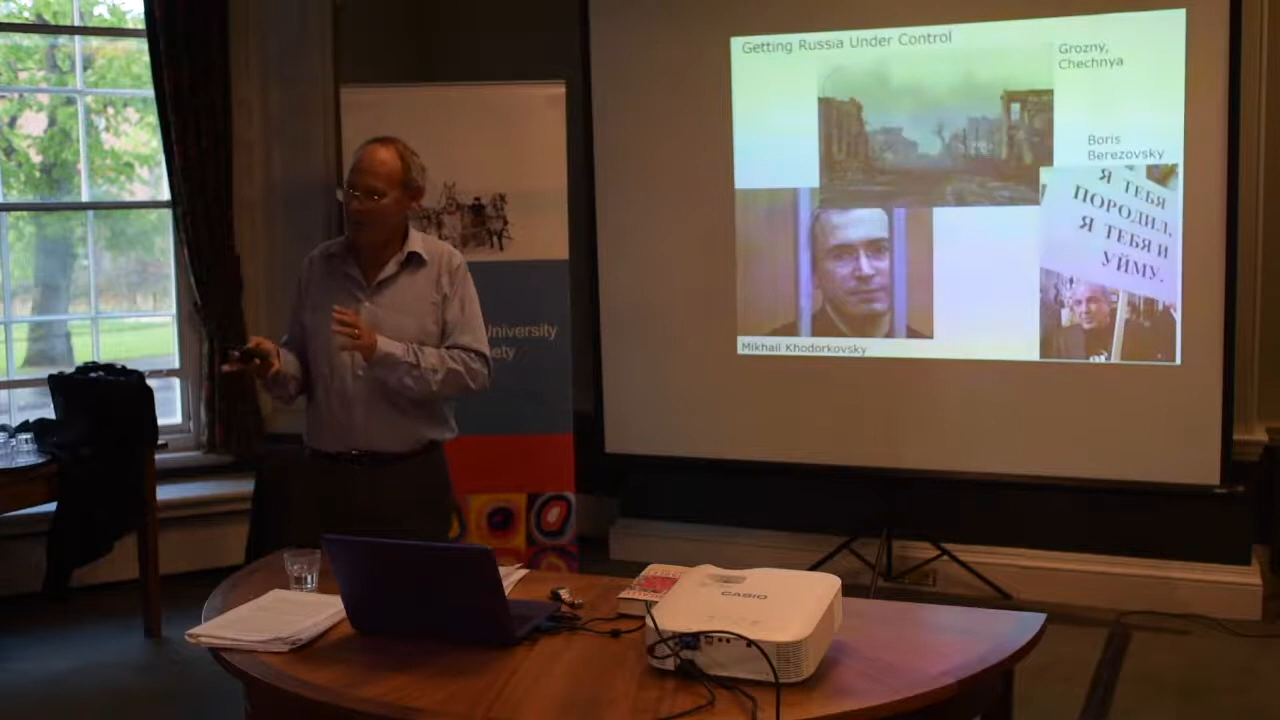 Getting Russia Under Control
Grozny,
Chechnya
Boris
Berezovsky
Я ТЕБЯ
ПОРОДИЛ,
Я ТЕБЯ И
УЙМУ.
Mikhail Khodorkovsky
University
CASIO